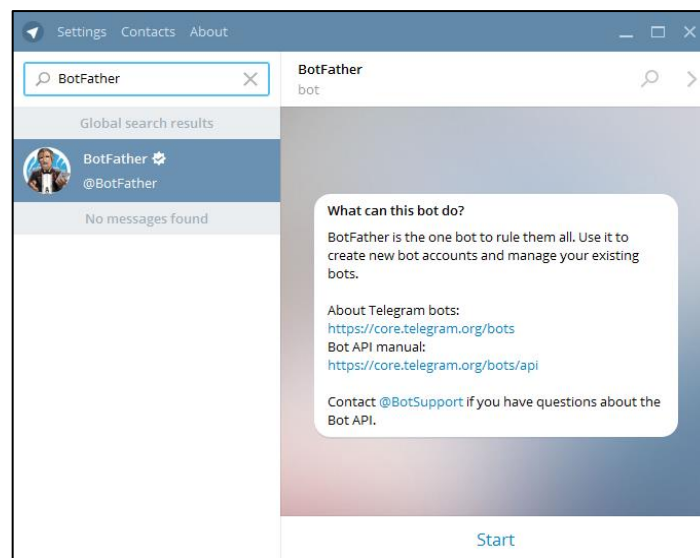 Settings Contacts About
BotFather
Global search results
BotFather
@BotFather
No messages found
BotFather
bot
What can this bot do?
BotFather is the one bot to rule them all. Use it to
create new bot accounts and manage your existing
bots.
About Telegram bots:
https://core.telegram.org/bots
Bot API manual:
https://core.telegram.org/bots/api
Contact @BotSupport if you have questions about the
Bot API.
Start